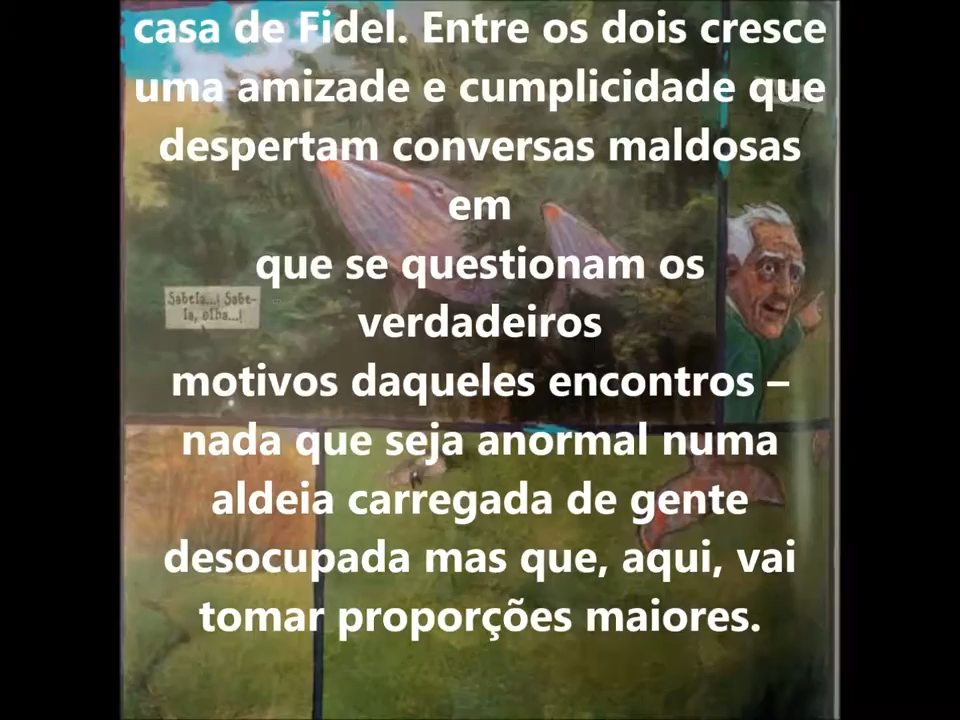 casa de Fidel. Entre os dois cresce
uma amizade e cumplicidade que
despertam conversas maldosas
em
que se questionam os
verdadeiros
motivos daqueles encontros –
nada que seja anormal numa
aldeia carregada de gente
desocupada mas que, aqui, vai
tomar proporções maiores.
Sabela...! Sabe-
la, olha...!